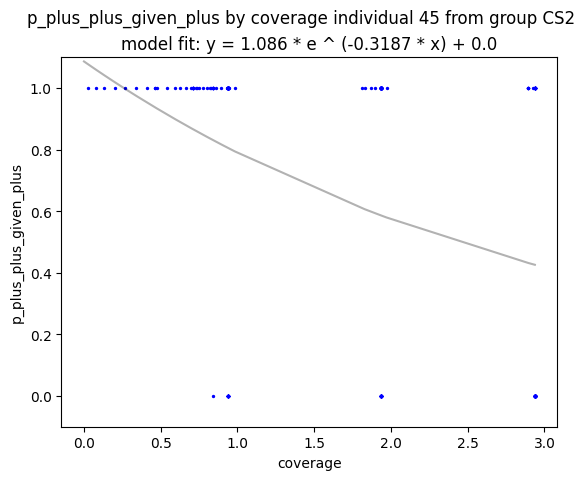 p_plus_plus_given_plus by coverage individual 45 from group CS2
model fit: y = 1.086 * e ^ (-0.3187 * x) + 0.0
p_plus_plus_given_plus
1.0
0.8
0.6
0.4
0.2
0.0
0.0 0.5 1.0 1.5 2.0 2.5 3.0
coverage